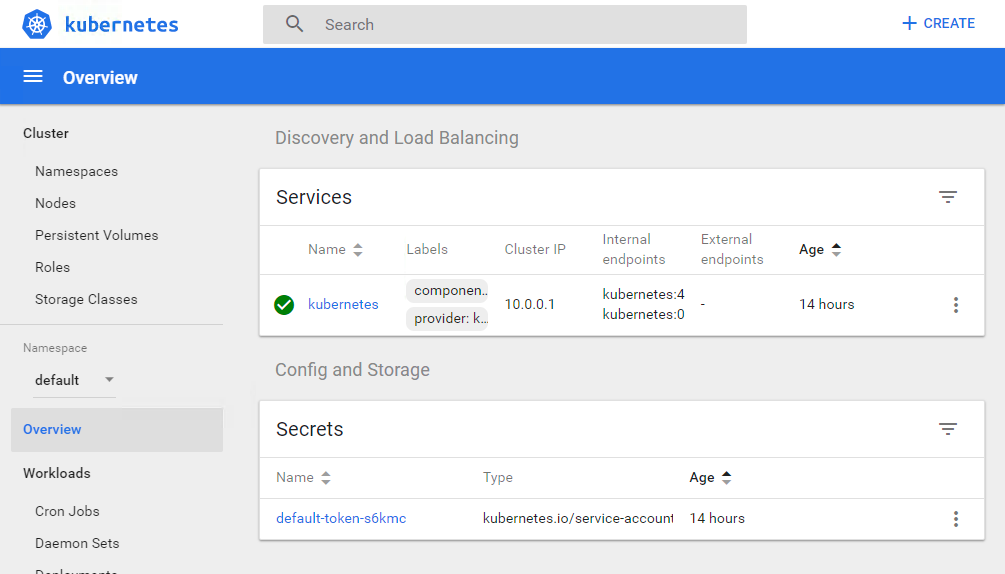 kubernetes
Search
+ CREATE
Overview
Cluster
Namespaces
Nodes
Persistent Volumes
Roles
Storage Classes
Namespace
default
Overview
Workloads
Cron Jobs
Daemon Sets
Deployments
Discovery and Load Balancing
Services
Name Labels Cluster IP Internal endpoints External endpoints Age
kubernetes componen.. 10.0.0.1 kubernetes:4 - 14 hours
provider: k... kubernetes:0
Config and Storage
Secrets
Name Type Age
default-token-s6kmc kubernetes.io/service-account 14 hours